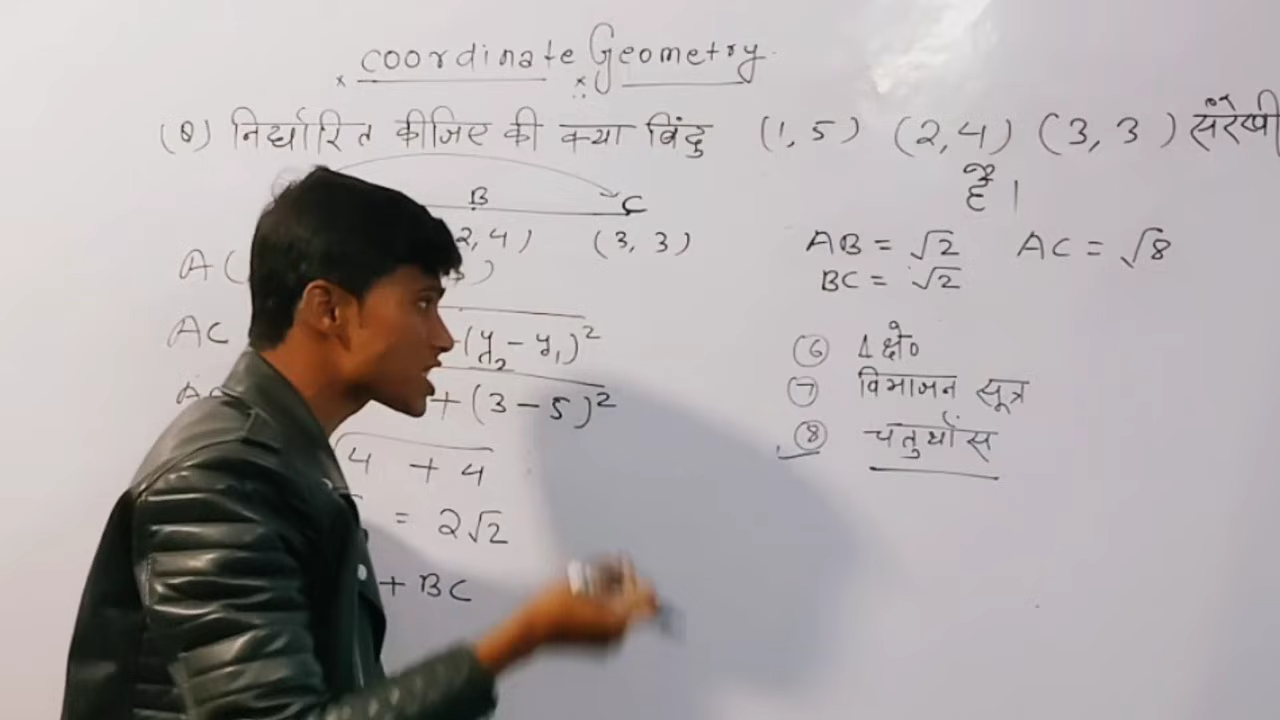 coordinate Geometry
(Q) निर्धारित कीजिए की क्या बिंदु (1, 5) (2, 4) (3, 3) संरेखी
हैं ।
B C
2, 4) (3, 3)
A( )
AB = √2 AC = √8
BC = √2
AC (y₂ - y₁)²
+ (3 - 5)²
4 + 4
= 2√2
+ BC
⑥ Δ क्षे०
⑦ विभाजन सूत्र
⑧ चतुर्थांस